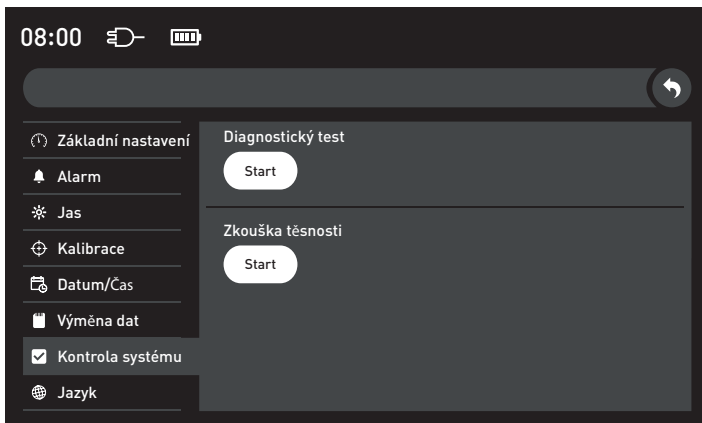 08:00
Základní nastavení
Alarm
Jas
Kalibrace
Datum/Čas
Výměna dat
Kontrola systému
Jazyk
Diagnostický test
Start
Zkouška těsnosti
Start